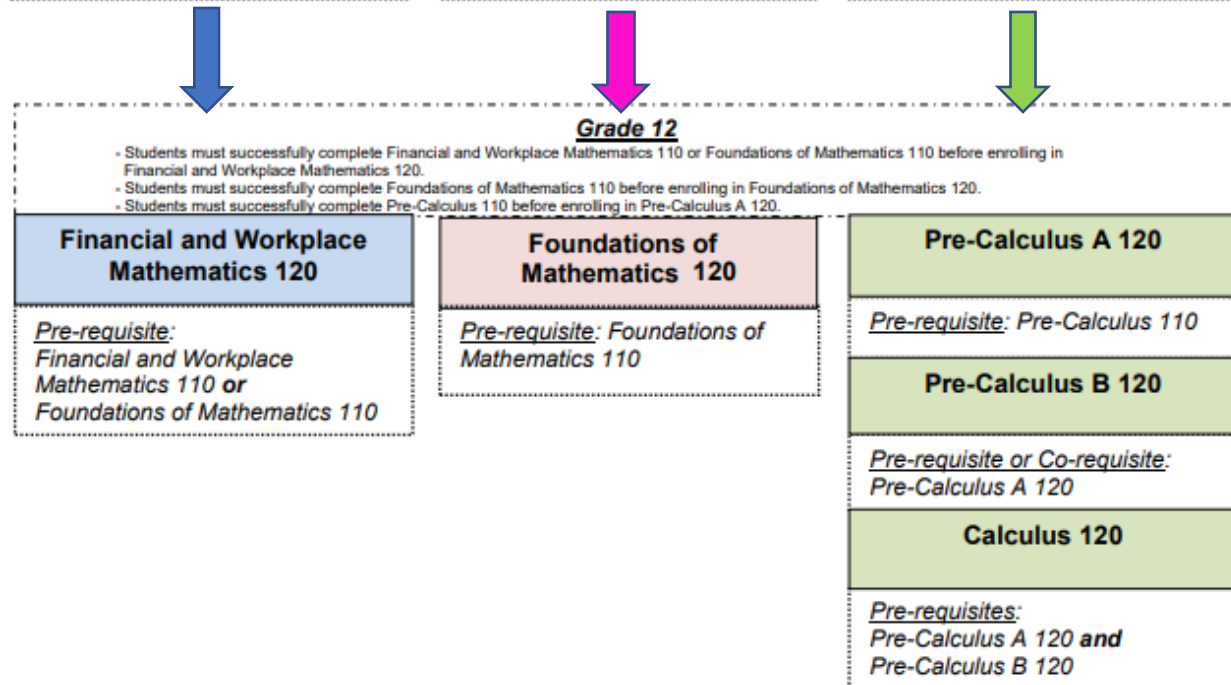 Grade 12
- Students must successfully complete Financial and Workplace Mathematics 110 or Foundations of Mathematics 110 before enrolling in
Financial and Workplace Mathematics 120.
- Students must successfully complete Foundations of Mathematics 110 before enrolling in Foundations of Mathematics 120.
- Students must successfully complete Pre-Calculus 110 before enrolling in Pre-Calculus A 120.
Financial and Workplace
Mathematics 120
Pre-requisite:
Financial and Workplace
Mathematics 110 or
Foundations of Mathematics 110
Foundations of
Mathematics 120
Pre-requisite: Foundations of
Mathematics 110
Pre-Calculus A 120
Pre-requisite: Pre-Calculus 110
Pre-Calculus B 120
Pre-requisite or Co-requisite:
Pre-Calculus A 120
Calculus 120
Pre-requisites:
Pre-Calculus A 120 and
Pre-Calculus B 120